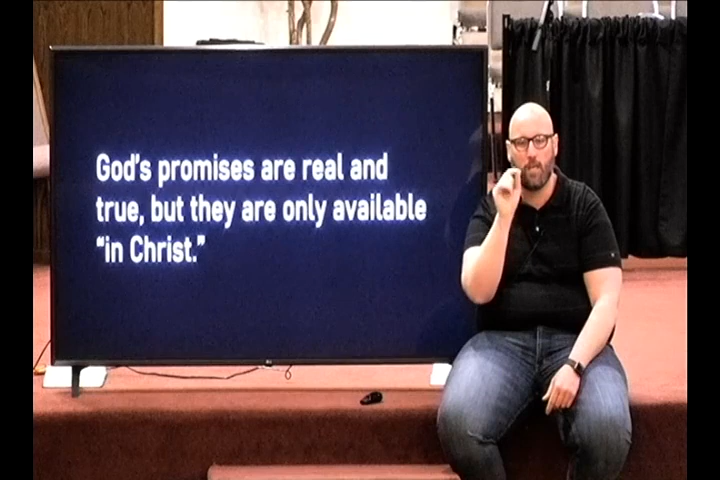 God's promises are real and
true, but they are only available
“in Christ.”